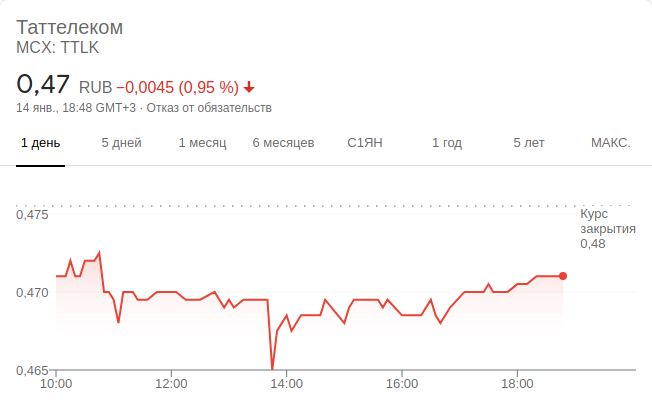 Таттелеком
MCX: TTLK
0,47 RUB −0,0045 (0,95 %)
14 янв., 18:48 GMT+3 · Отказ от обязательств
1 день 5 дней 1 месяц 6 месяцев С1ЯН 1 год 5 лет МАКС.
0,475
Курс
закрытия
0,48
0,470
0,465
10:00 12:00 14:00 16:00 18:00